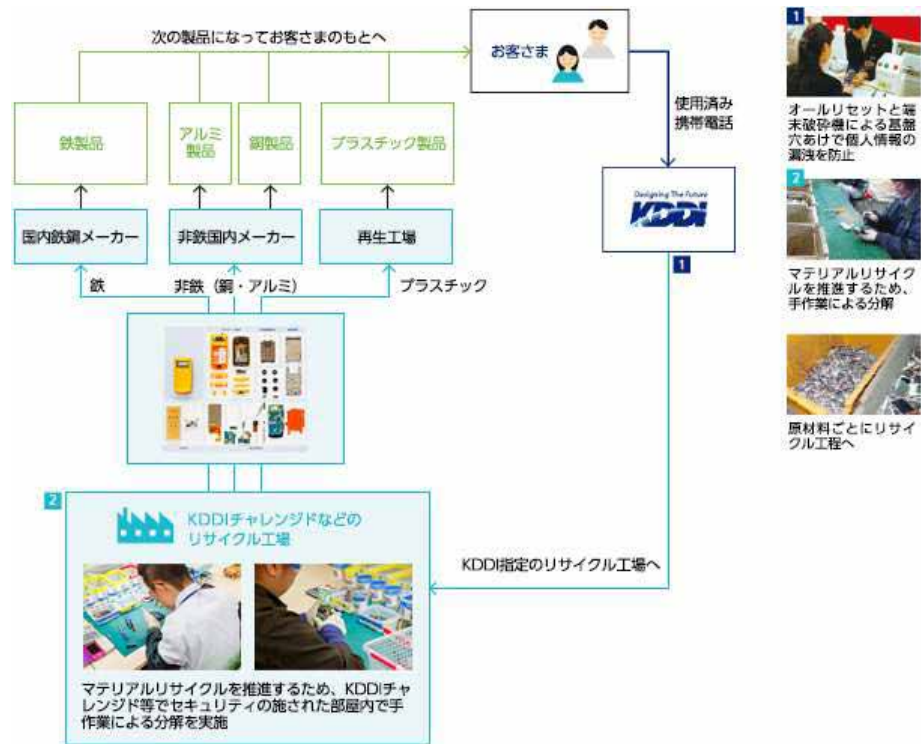 次の製品になってお客さまのもとへ
お客さま
使用済み
携帯電話
鉄製品
アルミ
製品
銅製品
プラスチック製品
国内鉄鋼メーカー
非鉄国内メーカー
再生工場
Designing The Future
KDDI
1
鉄
非鉄(銅・アルミ)
プラスチック
2
KDDIチャレンジドなどの
リサイクル工場
KDDI指定のリサイクル工場へ
マテリアルリサイクルを推進するため、KDDIチャ
レンジド等でセキュリティの施された部屋内で手
作業による分解を実施
1
オールリセットと端
末破砕機による基盤
穴あけで個人情報の
漏洩を防止
2
マテリアルリサイク
ルを推進するため、
手作業による分解
原材料ごとにリサイ
クル工程へ